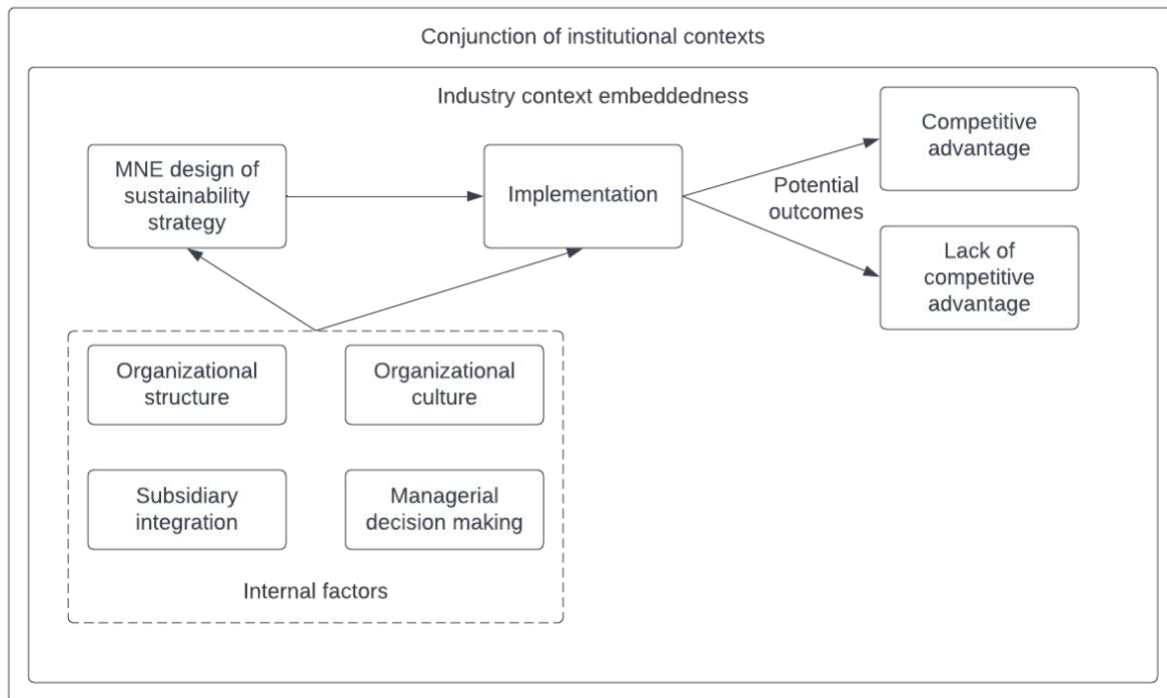 Conjunction of institutional contexts
Industry context embeddedness
MNE design of
sustainability
strategy
Implementation
Potential
outcomes
Competitive
advantage
Lack of
competitive
advantage
Organizational
structure
Organizational
culture
Subsidiary
integration
Managerial
decision making
Internal factors